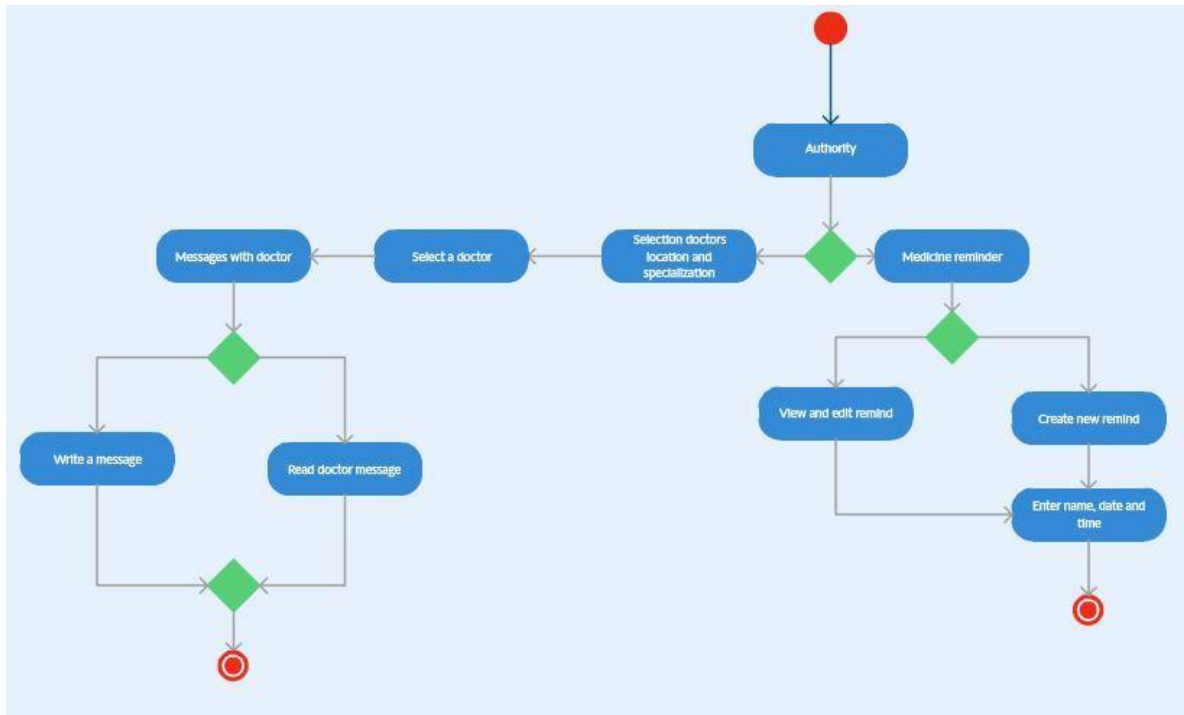 Authority
Messages with doctor
Select a doctor
Selection doctors
location and
specialization
Medicine reminder
View and edit remind
Create new remind
Write a message
Read doctor message
Enter name, date and
time